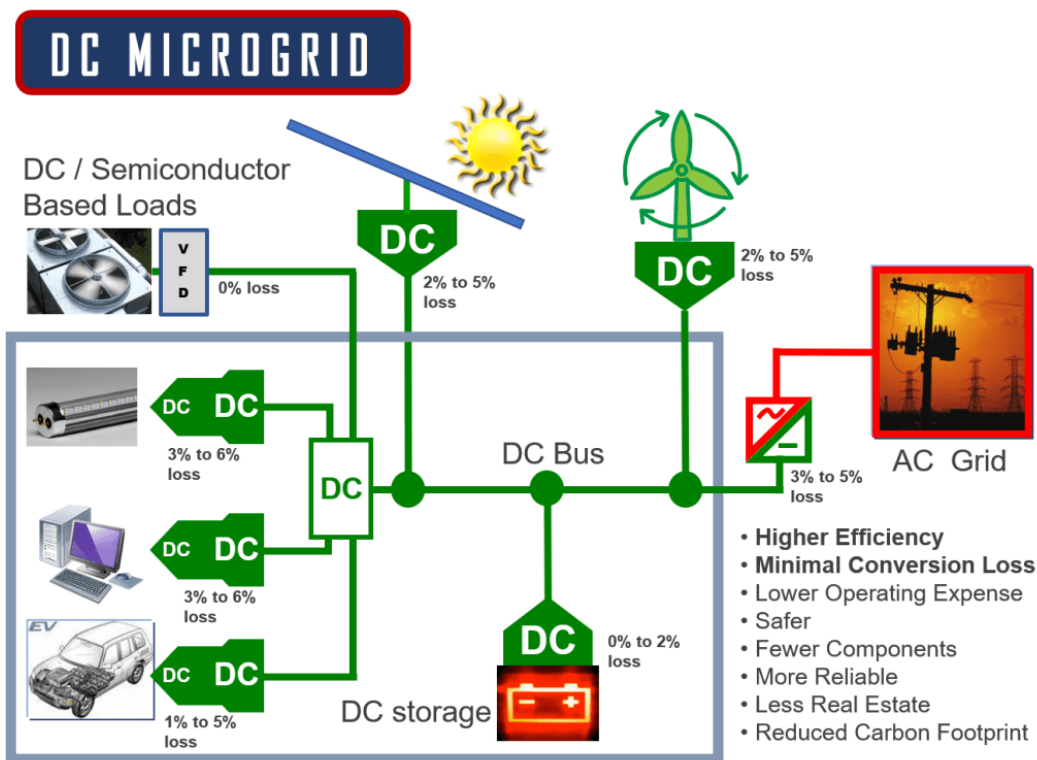 DC MICROGRID
DC / Semiconductor
Based Loads
V
F
D
0% loss
DC
2% to 5%
loss
DC
2% to 5%
loss
DC DC
3% to 6%
loss
DC
DC Bus
3% to 5%
loss
AC Grid
DC DC
3% to 6%
loss
EV
DC DC
1% to 5%
loss
DC
0% to 2%
loss
DC storage
• Higher Efficiency
• Minimal Conversion Loss
• Lower Operating Expense
• Safer
• Fewer Components
• More Reliable
• Less Real Estate
• Reduced Carbon Footprint